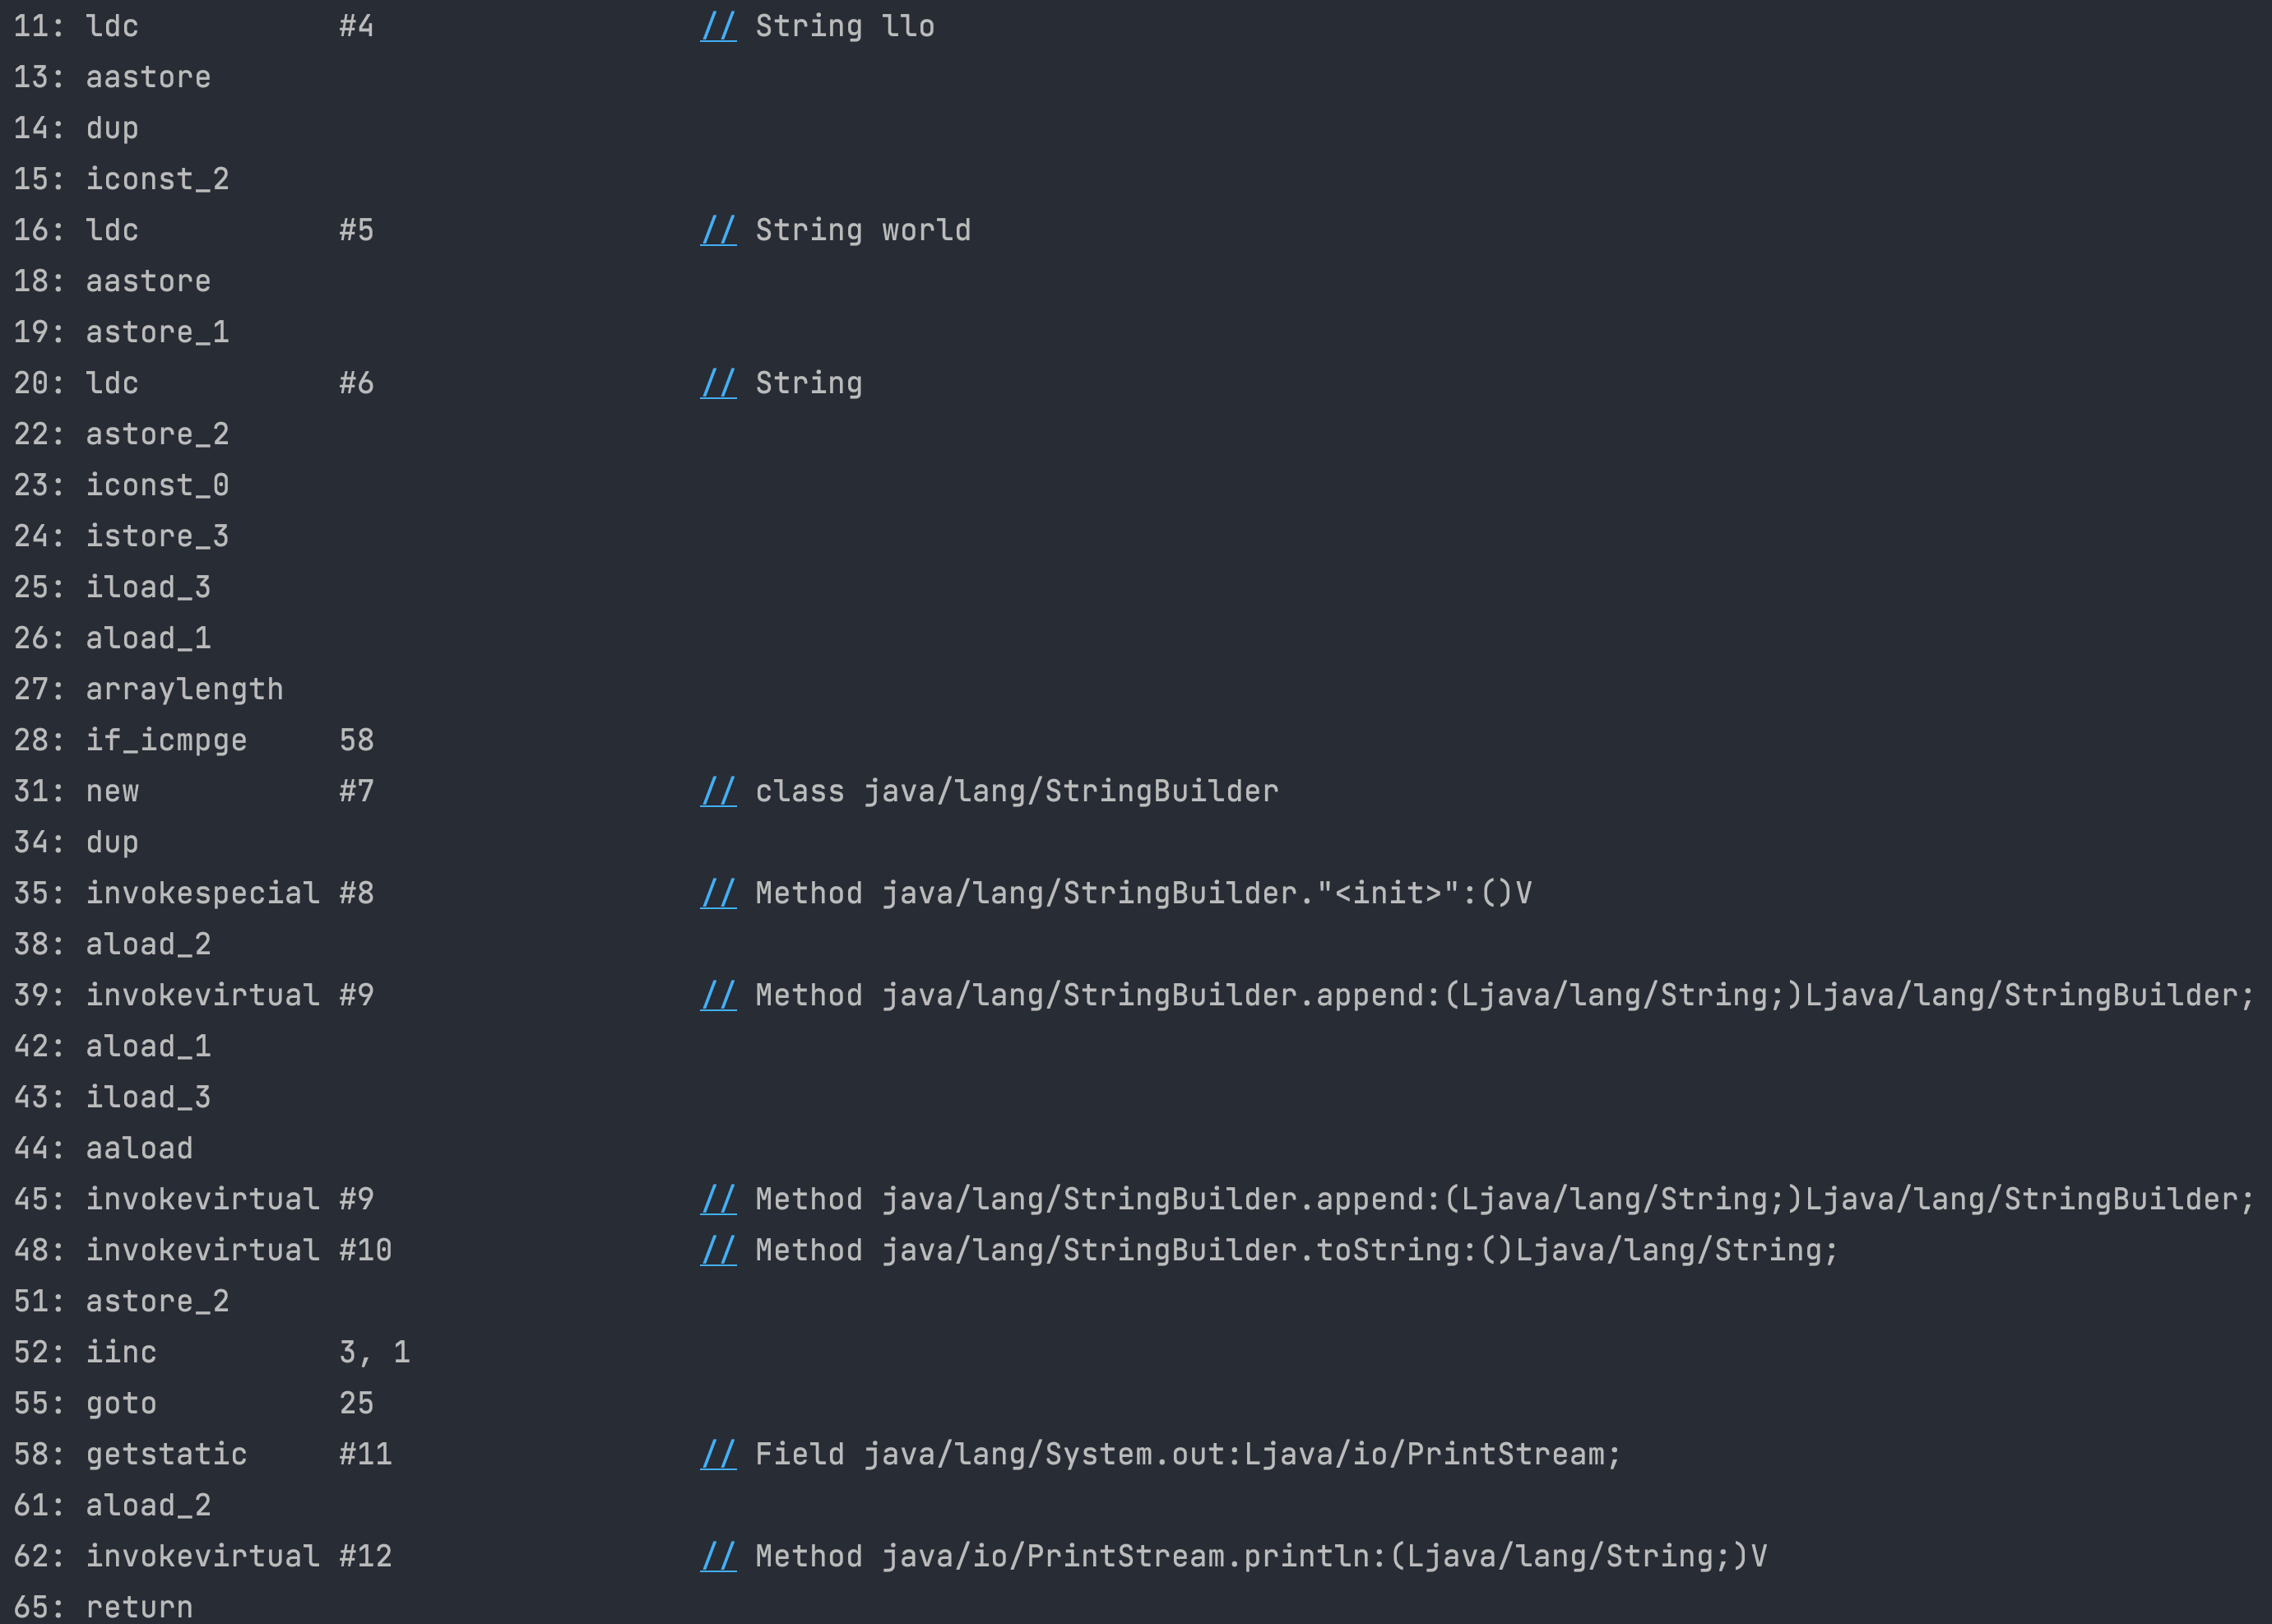 11: ldc           #4                  // String llo
13: aastore
14: dup
15: iconst_2
16: ldc           #5                  // String world
18: aastore
19: astore_1
20: ldc           #6                  // String
22: astore_2
23: iconst_0
24: istore_3
25: iload_3
26: aload_1
27: arraylength
28: if_icmpge     58
31: new           #7                  // class java/lang/StringBuilder
34: dup
35: invokespecial #8                  // Method java/lang/StringBuilder."<init>":()V
38: aload_2
39: invokevirtual #9                  // Method java/lang/StringBuilder.append:(Ljava/lang/String;)Ljava/lang/StringBuilder;
42: aload_1
43: iload_3
44: aaload
45: invokevirtual #9                  // Method java/lang/StringBuilder.append:(Ljava/lang/String;)Ljava/lang/StringBuilder;
48: invokevirtual #10                 // Method java/lang/StringBuilder.toString:()Ljava/lang/String;
51: astore_2
52: iinc          3, 1
55: goto          25
58: getstatic     #11                 // Field java/lang/System.out:Ljava/io/PrintStream;
61: aload_2
62: invokevirtual #12                 // Method java/io/PrintStream.println:(Ljava/lang/String;)V
65: return